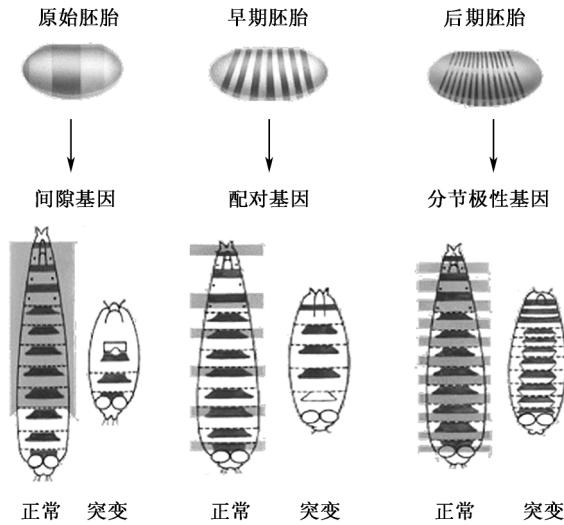 原始胚胎 早期胚胎 后期胚胎
间隙基因 配对基因 分节极性基因
正常 突变 正常 突变 正常 突变